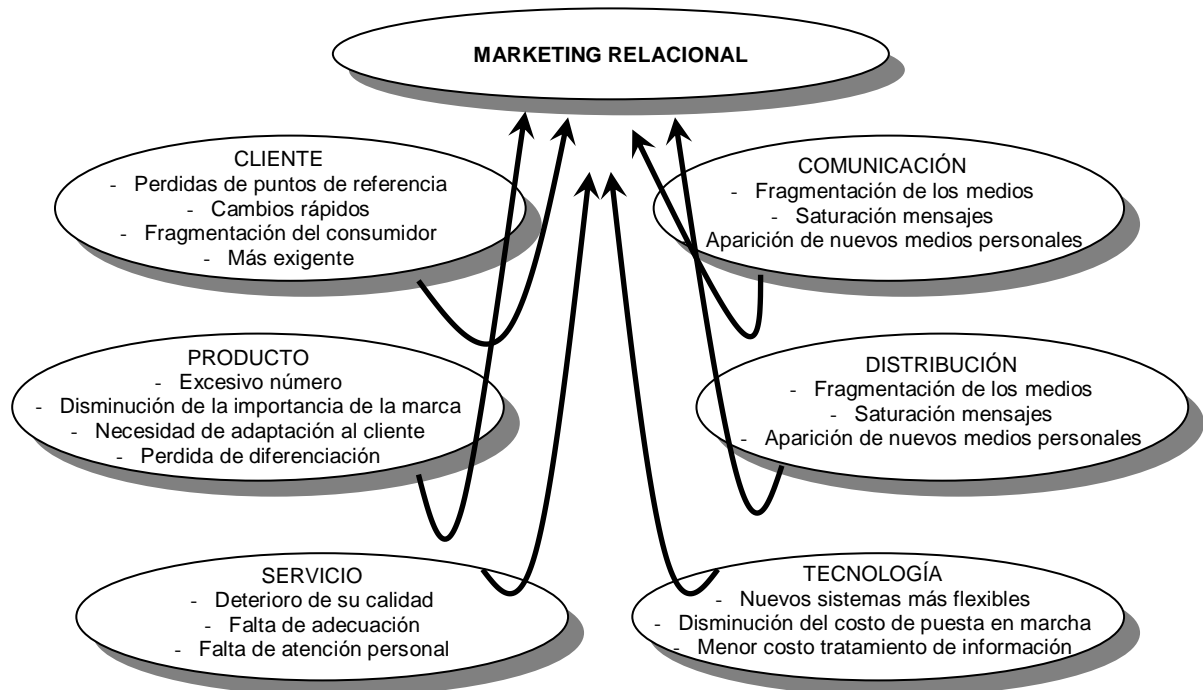 MARKETING RELACIONAL
CLIENTE
- Perdidas de puntos de referencia
- Cambios rápidos
- Fragmentación del consumidor
- Más exigente
COMUNICACIÓN
- Fragmentación de los medios
- Saturación mensajes
Aparición de nuevos medios personales
PRODUCTO
- Excesivo número
- Disminución de la importancia de la marca
- Necesidad de adaptación al cliente
- Perdida de diferenciación
DISTRIBUCIÓN
- Fragmentación de los medios
- Saturación mensajes
- Aparición de nuevos medios personales
SERVICIO
- Deterioro de su calidad
- Falta de adecuación
- Falta de atención personal
TECNOLOGÍA
- Nuevos sistemas más flexibles
- Disminución del costo de puesta en marcha
- Menor costo tratamiento de información